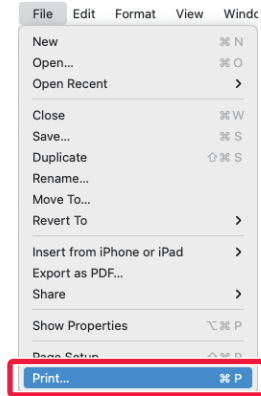 File Edit Format View Windo
New ⌘ N
Open... ⌘ O
Open Recent >
Close ⌘ W
Save... ⌘ S
Duplicate ⇧ ⌘ S
Rename...
Move To...
Revert To >
Insert from iPhone or iPad >
Export as PDF...
Share >
Show Properties ⌥ ⌘ P
Page Setup ⇧ ⌘ P
Print... ⌘ P